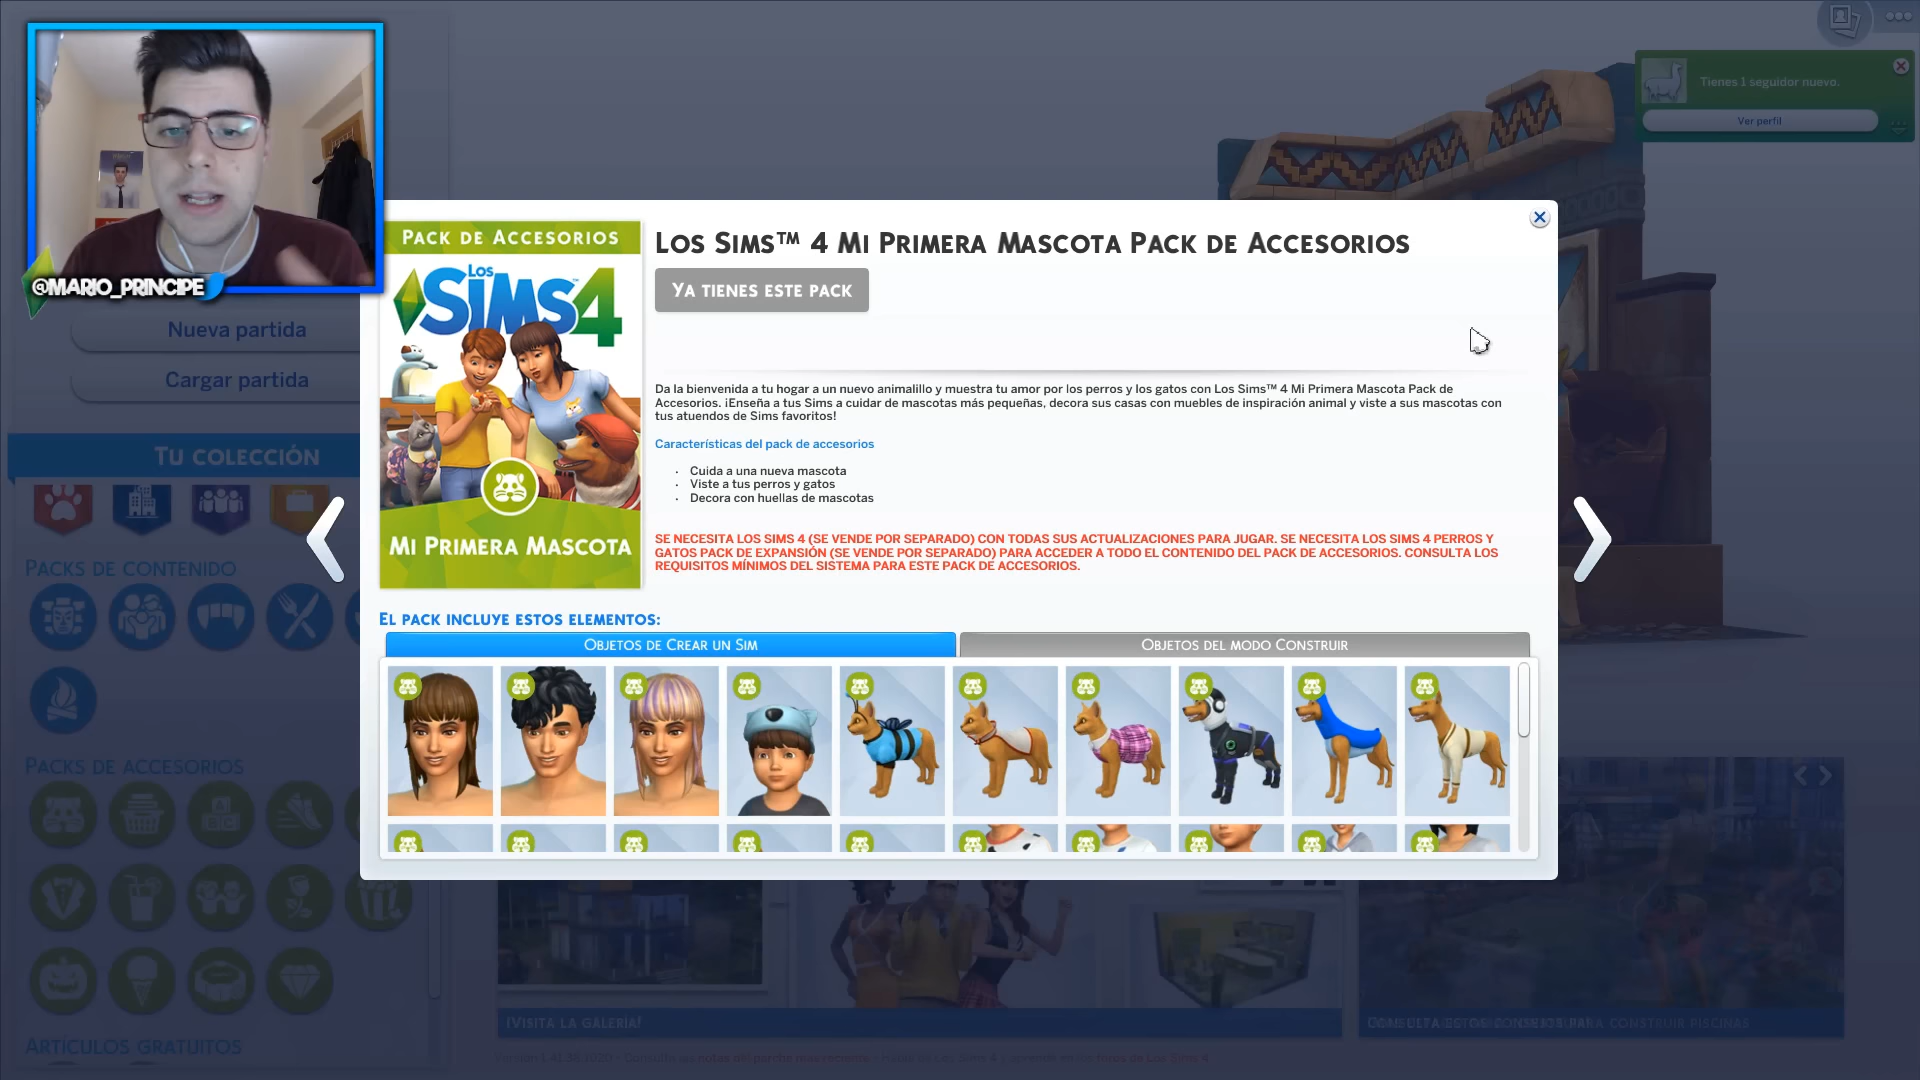 Tienes 1 seguidor nuevo.
Ver perfil
@MARIO_PRINCIPE
Nueva partida
Cargar partida
TU COLECCIÓN
PACKS DE CONTENIDO
PACKS DE ACCESORIOS
ARTÍCULOS GRATUITOS
PACK DE ACCESORIOS
LOS SIMS 4
MI PRIMERA MASCOTA
LOS SIMS™ 4 MI PRIMERA MASCOTA PACK DE ACCESORIOS
YA TIENES ESTE PACK
Da la bienvenida a tu hogar a un nuevo animalillo y muestra tu amor por los perros y los gatos con Los Sims™ 4 Mi Primera Mascota Pack de
Accesorios. ¡Enseña a tus Sims a cuidar de mascotas más pequeñas, decora sus casas con muebles de inspiración animal y viste a sus mascotas con
tus atuendos de Sims favoritos!
Características del pack de accesorios
· Cuida a una nueva mascota
· Viste a tus perros y gatos
· Decora con huellas de mascotas
SE NECESITA LOS SIMS 4 (SE VENDE POR SEPARADO) CON TODAS SUS ACTUALIZACIONES PARA JUGAR. SE NECESITA LOS SIMS 4 PERROS Y
GATOS PACK DE EXPANSIÓN (SE VENDE POR SEPARADO) PARA ACCEDER A TODO EL CONTENIDO DEL PACK DE ACCESORIOS. CONSULTA LOS
REQUISITOS MÍNIMOS DEL SISTEMA PARA ESTE PACK DE ACCESORIOS.
EL PACK INCLUYE ESTOS ELEMENTOS:
OBJETOS DE CREAR UN SIM
OBJETOS DEL MODO CONSTRUIR
¡VISITA LA GALERÍA!
PARA CONSTRUIR PISCINAS